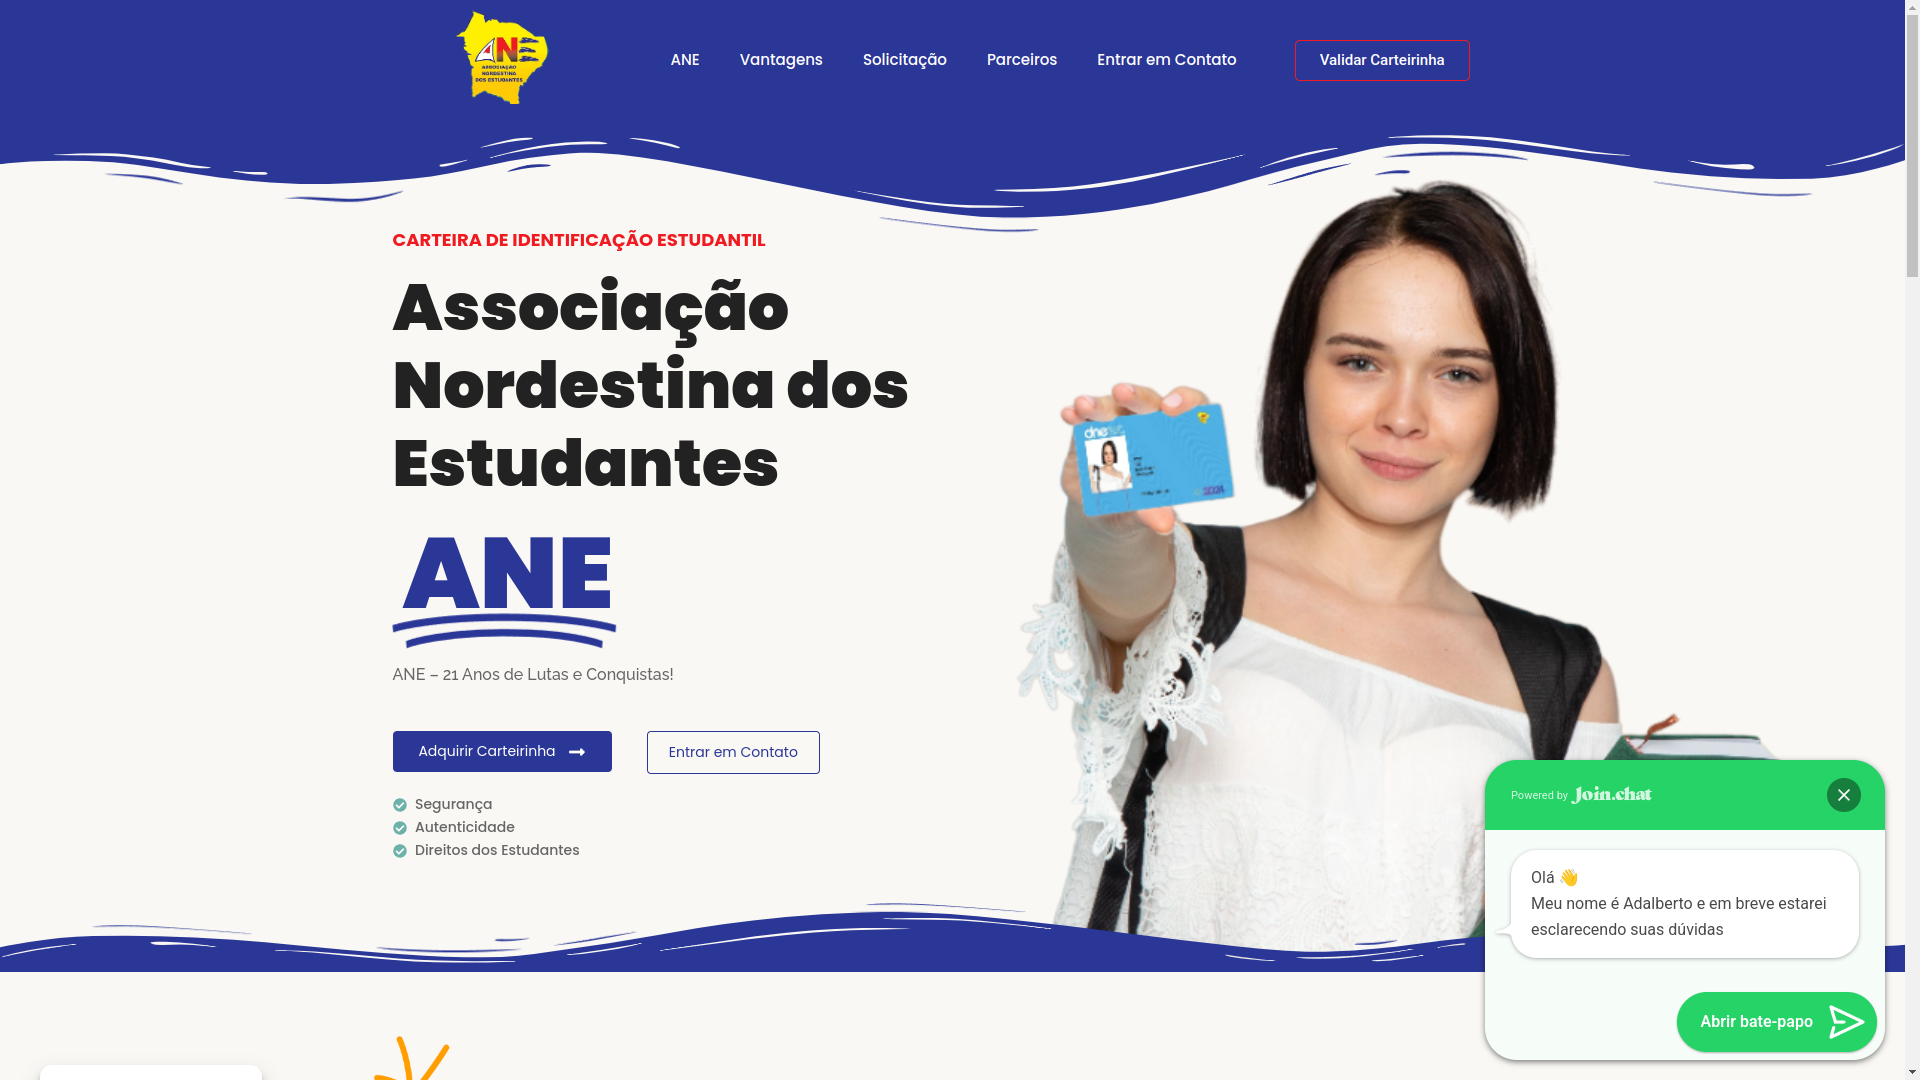 ANE
ASSOCIAÇÃO
NORDESTINA
DOS ESTUDANTES
ANE
Vantagens
Solicitação
Parceiros
Entrar em Contato
Validar Carteirinha
CARTEIRA DE IDENTIFICAÇÃO ESTUDANTIL
Associação
Nordestina dos
Estudantes
ANE
ANE – 21 Anos de Lutas e Conquistas!
Adquirir Carteirinha
Entrar em Contato
Segurança
Autenticidade
Direitos dos Estudantes
dne
2024
Powered by Join.chat
Olá 👋
Meu nome é Adalberto e em breve estarei
esclarecendo suas dúvidas
Abrir bate-papo